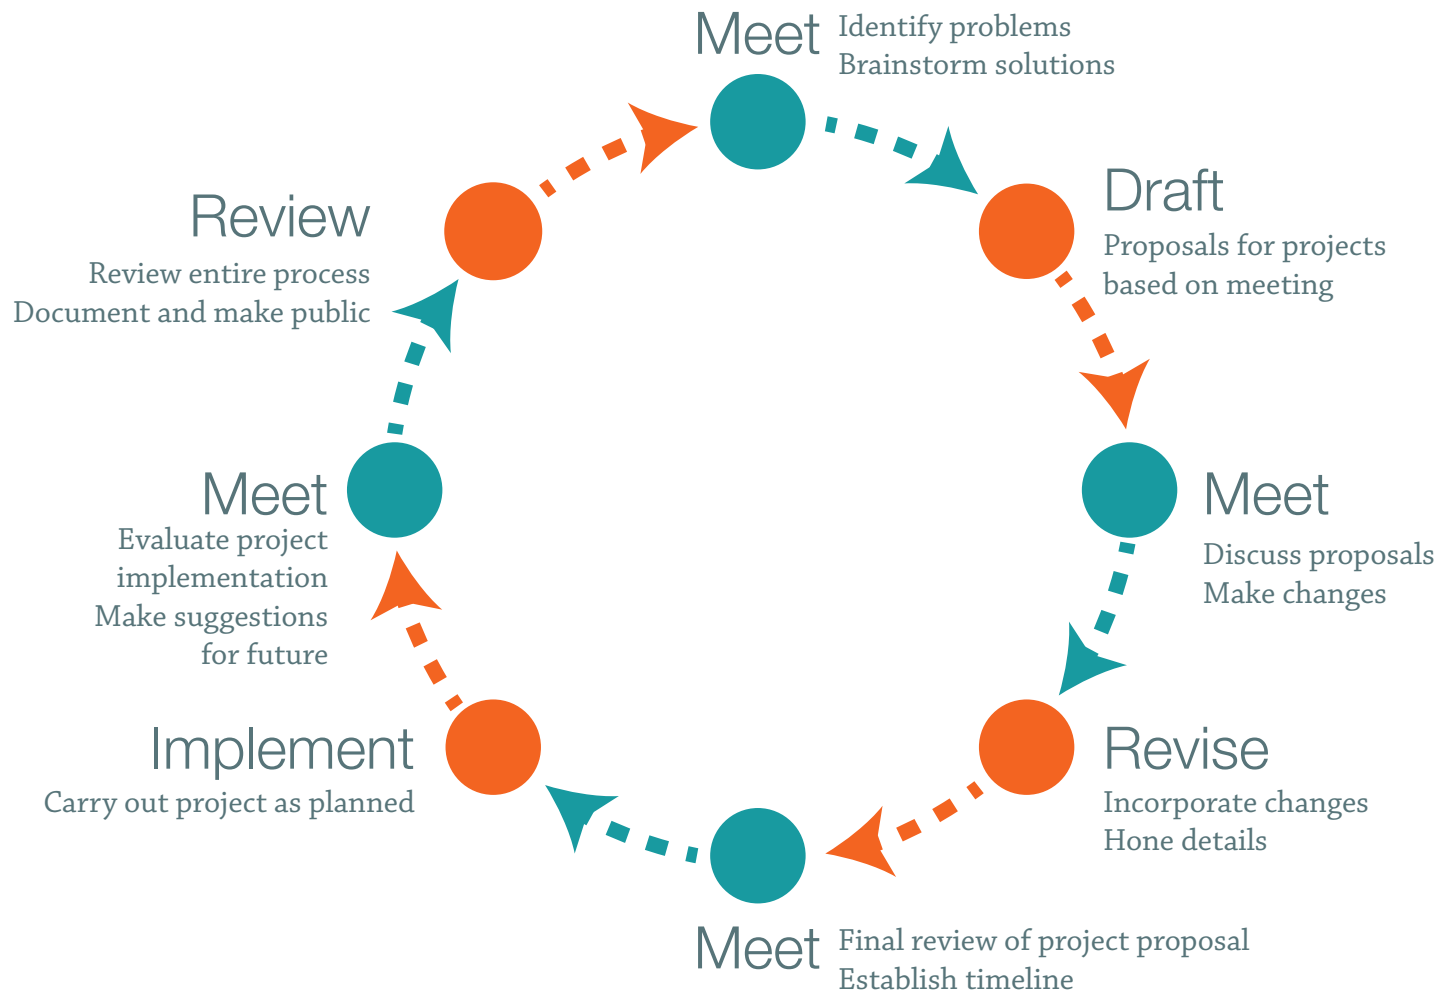 Meet
Identify problems
Brainstorm solutions
Draft
Proposals for projects
based on meeting
Meet
Discuss proposals
Make changes
Revise
Incorporate changes
Hone details
Meet
Final review of project proposal
Establish timeline
Implement
Carry out project as planned
Meet
Evaluate project
implementation
Make suggestions
for future
Review
Review entire process
Document and make public